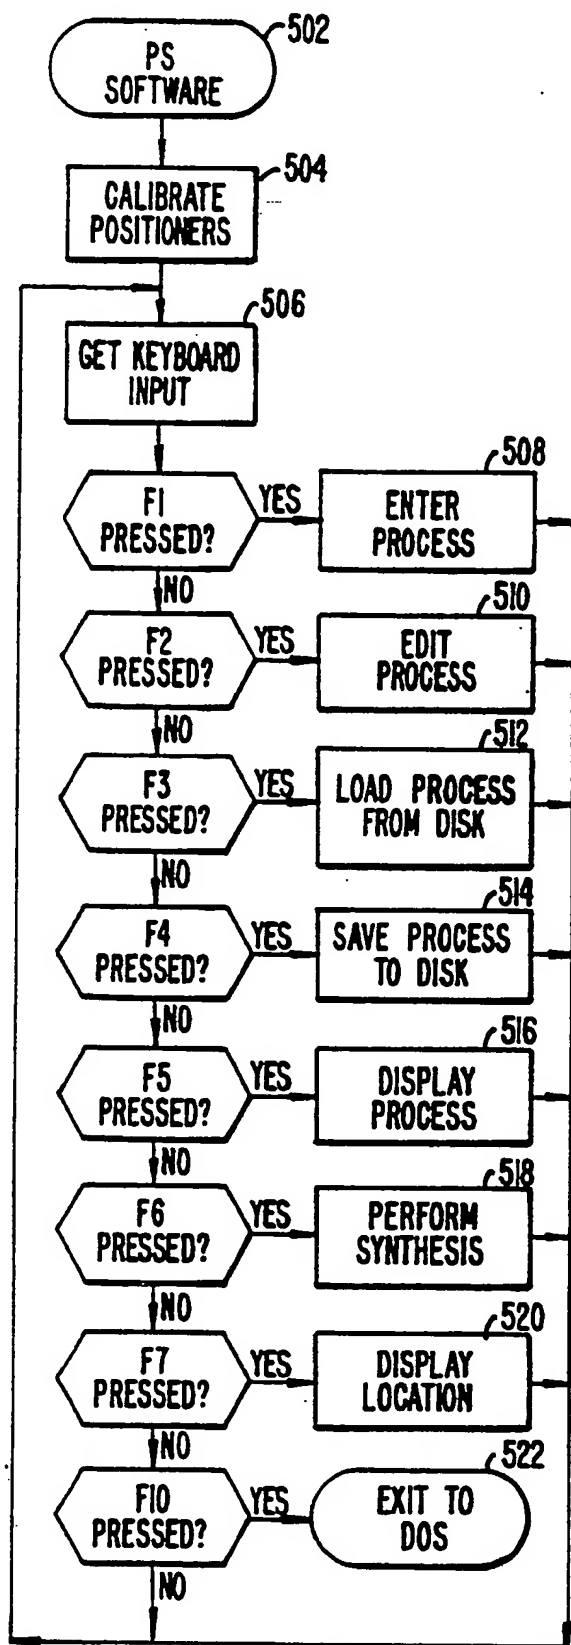 502
PS
SOFTWARE
504
CALIBRATE
POSITIONERS
506
GET KEYBOARD
INPUT
508
F1
PRESSED?
YES
ENTER
PROCESS
NO
510
F2
PRESSED?
YES
EDIT
PROCESS
NO
512
F3
PRESSED?
YES
LOAD PROCESS
FROM DISK
NO
514
F4
PRESSED?
YES
SAVE PROCESS
TO DISK
NO
516
F5
PRESSED?
YES
DISPLAY
PROCESS
NO
518
F6
PRESSED?
YES
PERFORM
SYNTHESIS
NO
520
F7
PRESSED?
YES
DISPLAY
LOCATION
NO
522
F10
PRESSED?
YES
EXIT TO
DOS
NO